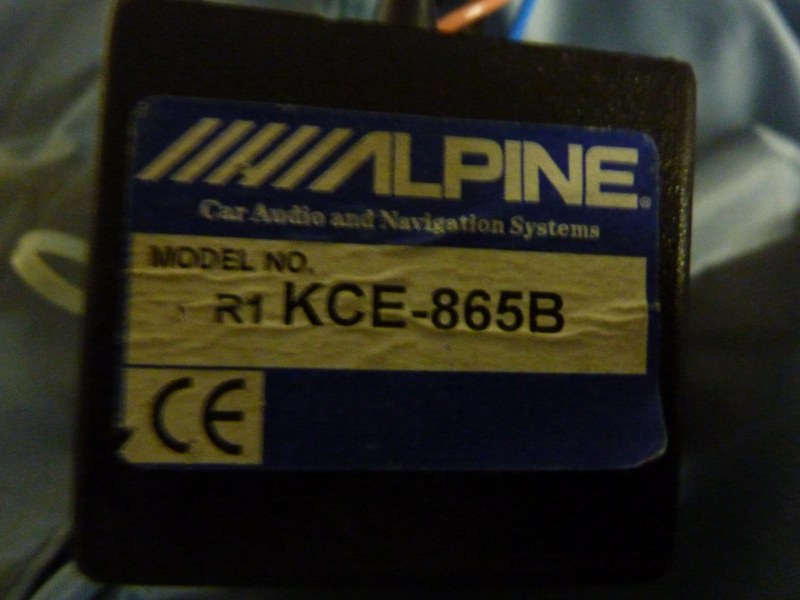 ALPINE®
Car Audio and Navigation Systems
MODEL NO.
R1 KCE-865B
CE